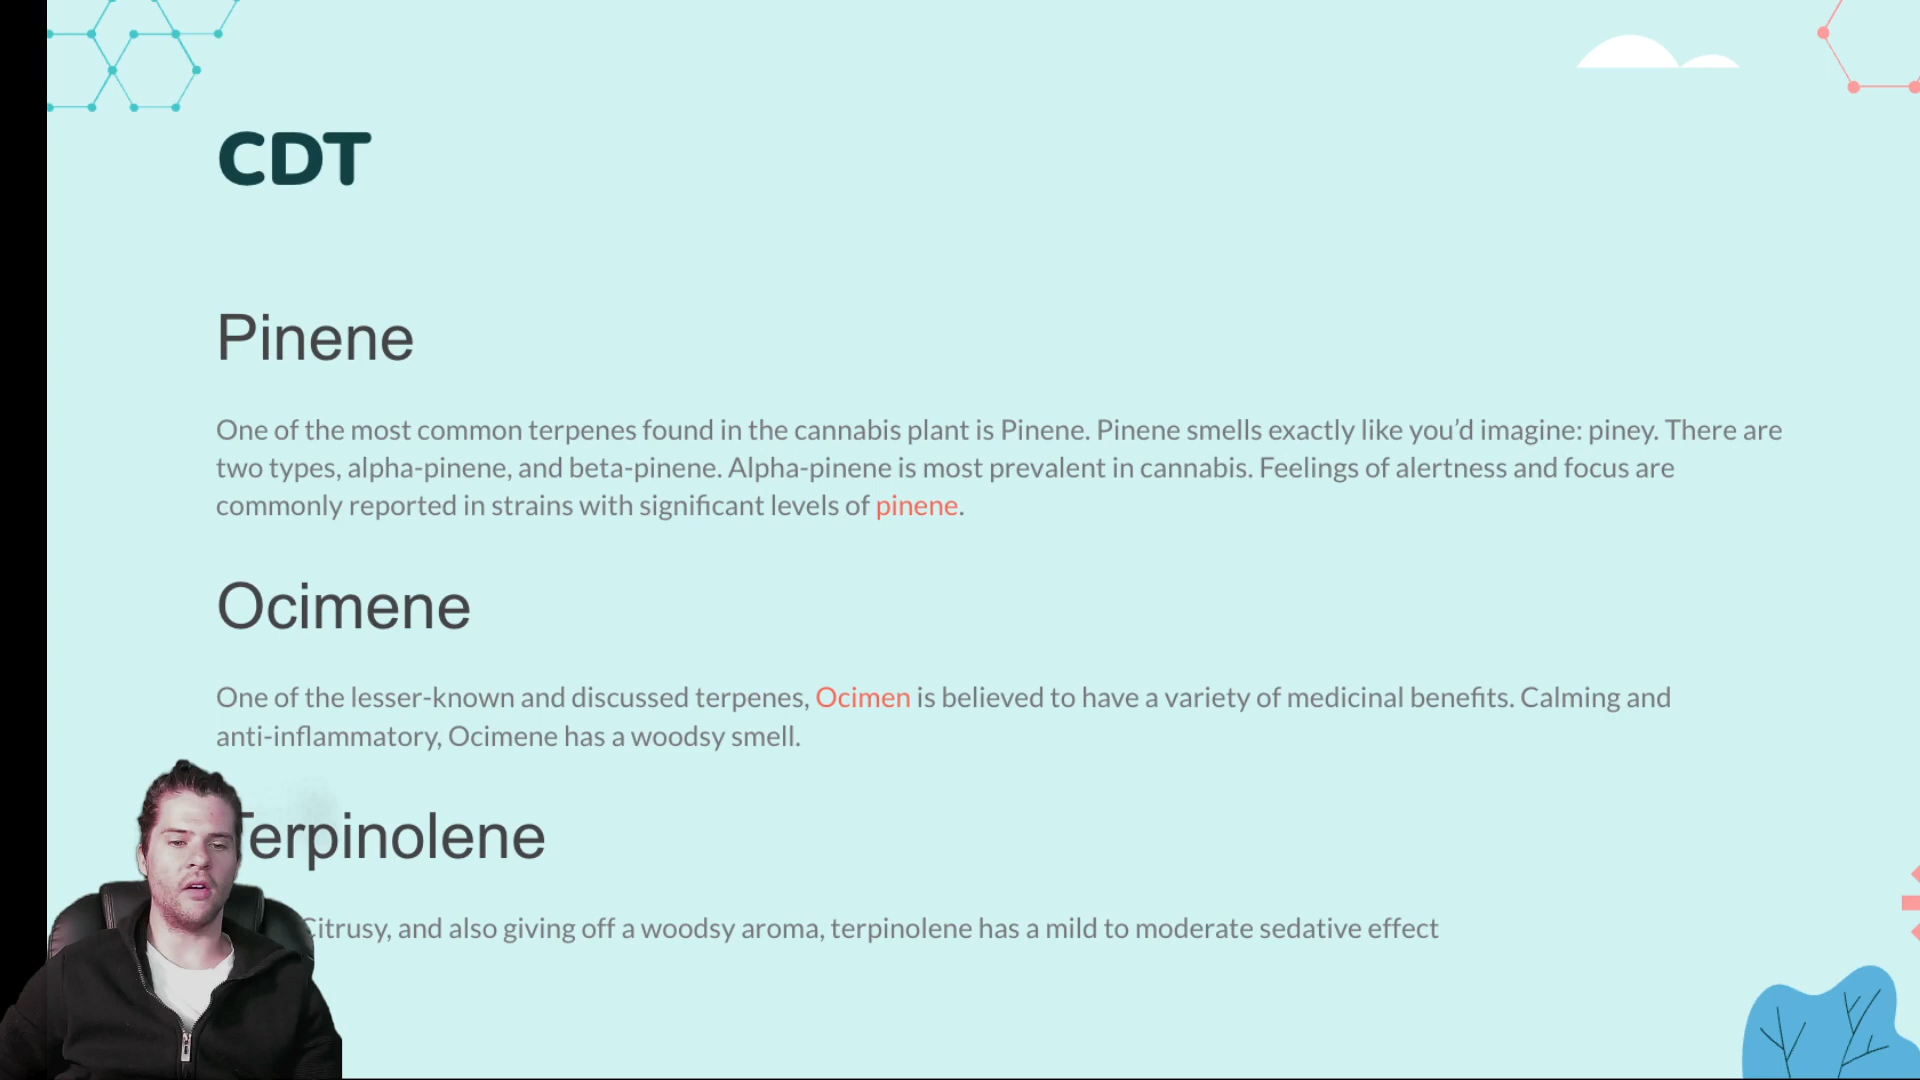 CDT
Pinene
One of the most common terpenes found in the cannabis plant is Pinene. Pinene smells exactly like you’d imagine: piney. There are
two types, alpha-pinene, and beta-pinene. Alpha-pinene is most prevalent in cannabis. Feelings of alertness and focus are
commonly reported in strains with significant levels of pinene.
Ocimene
One of the lesser-known and discussed terpenes, Ocimen is believed to have a variety of medicinal benefits. Calming and
anti-inflammatory, Ocimene has a woodsy smell.
Terpinolene
Citrusy, and also giving off a woodsy aroma, terpinolene has a mild to moderate sedative effect